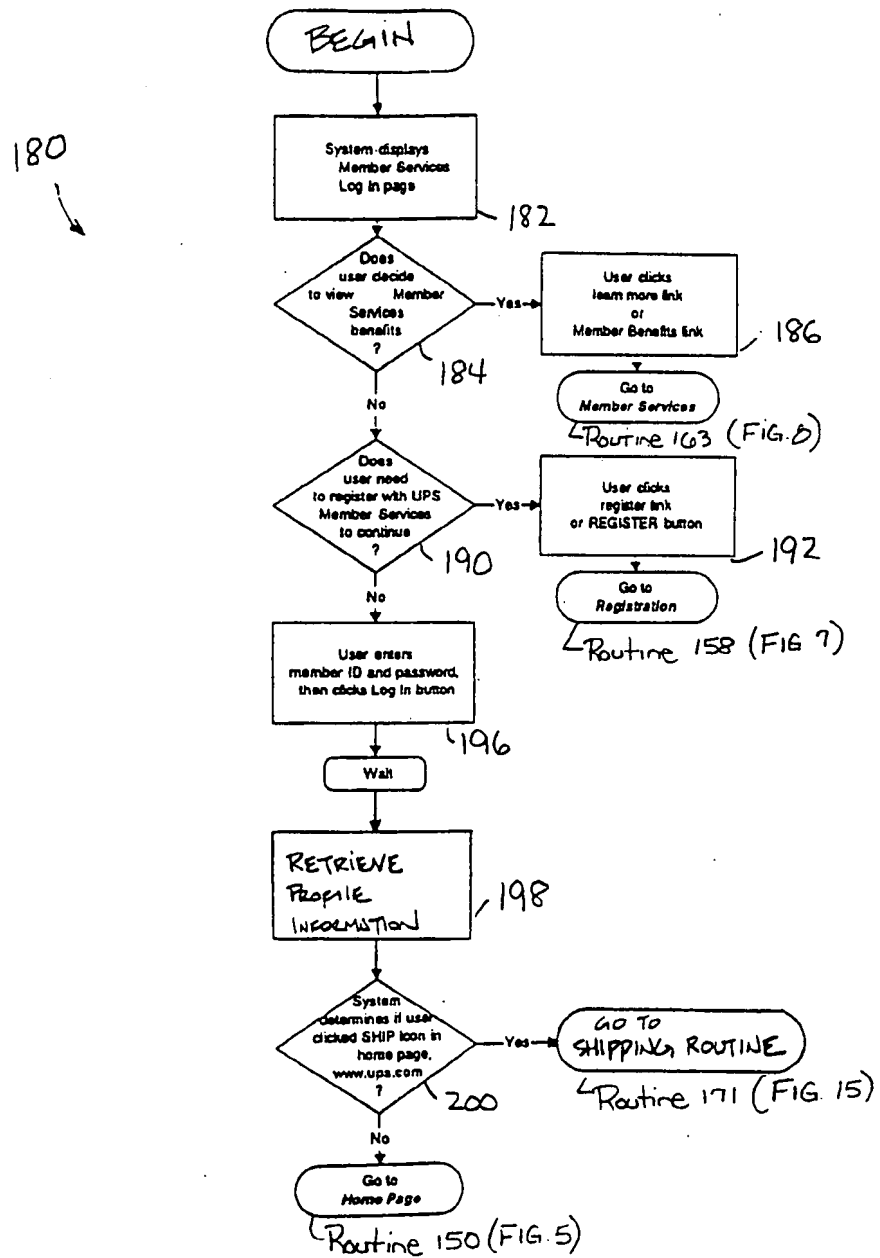 BEGIN
180
System displays
Member Services
Log In page
182
Does
user decide
to view Member
Services
benefits
?
184
Yes
User clicks
learn more link
or
Member Benefits link
186
Go to
Member Services
Routine 163 (FIG. 8)
No
Does
user need
to register with UPS
Member Services
to continue
?
190
Yes
User clicks
register link
or REGISTER button
192
Go to
Registration
Routine 158 (FIG 7)
No
User enters
member ID and password,
then clicks Log In button
196
Wait
RETRIEVE
PROFILE
INFORMATION
198
System
determines if user
clicked SHIP Icon in
home page,
www.ups.com
?
200
Yes
GO TO
SHIPPING ROUTINE
Routine 171 (FIG. 15)
No
Go to
Home Page
Routine 150 (FIG. 5)